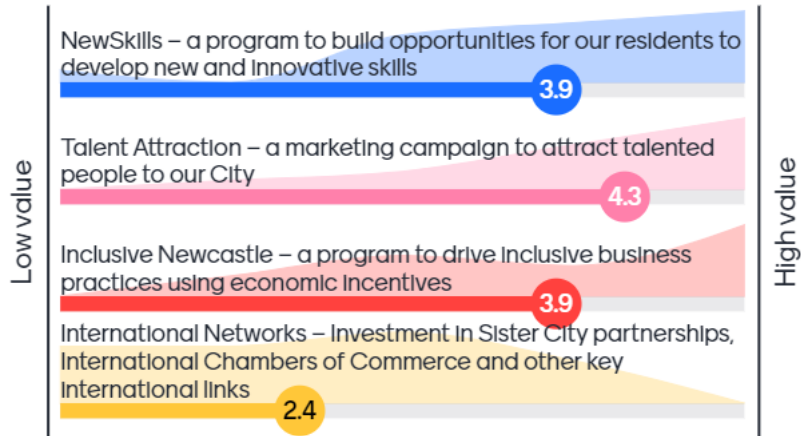 NewSkills – a program to build opportunities for our residents to
develop new and innovative skills
3.9
Talent Attraction – a marketing campaign to attract talented
people to our City
4.3
Low value
High value
Inclusive Newcastle – a program to drive inclusive business
practices using economic incentives
3.9
International Networks – Investment in Sister City partnerships,
International Chambers of Commerce and other key
international links
2.4